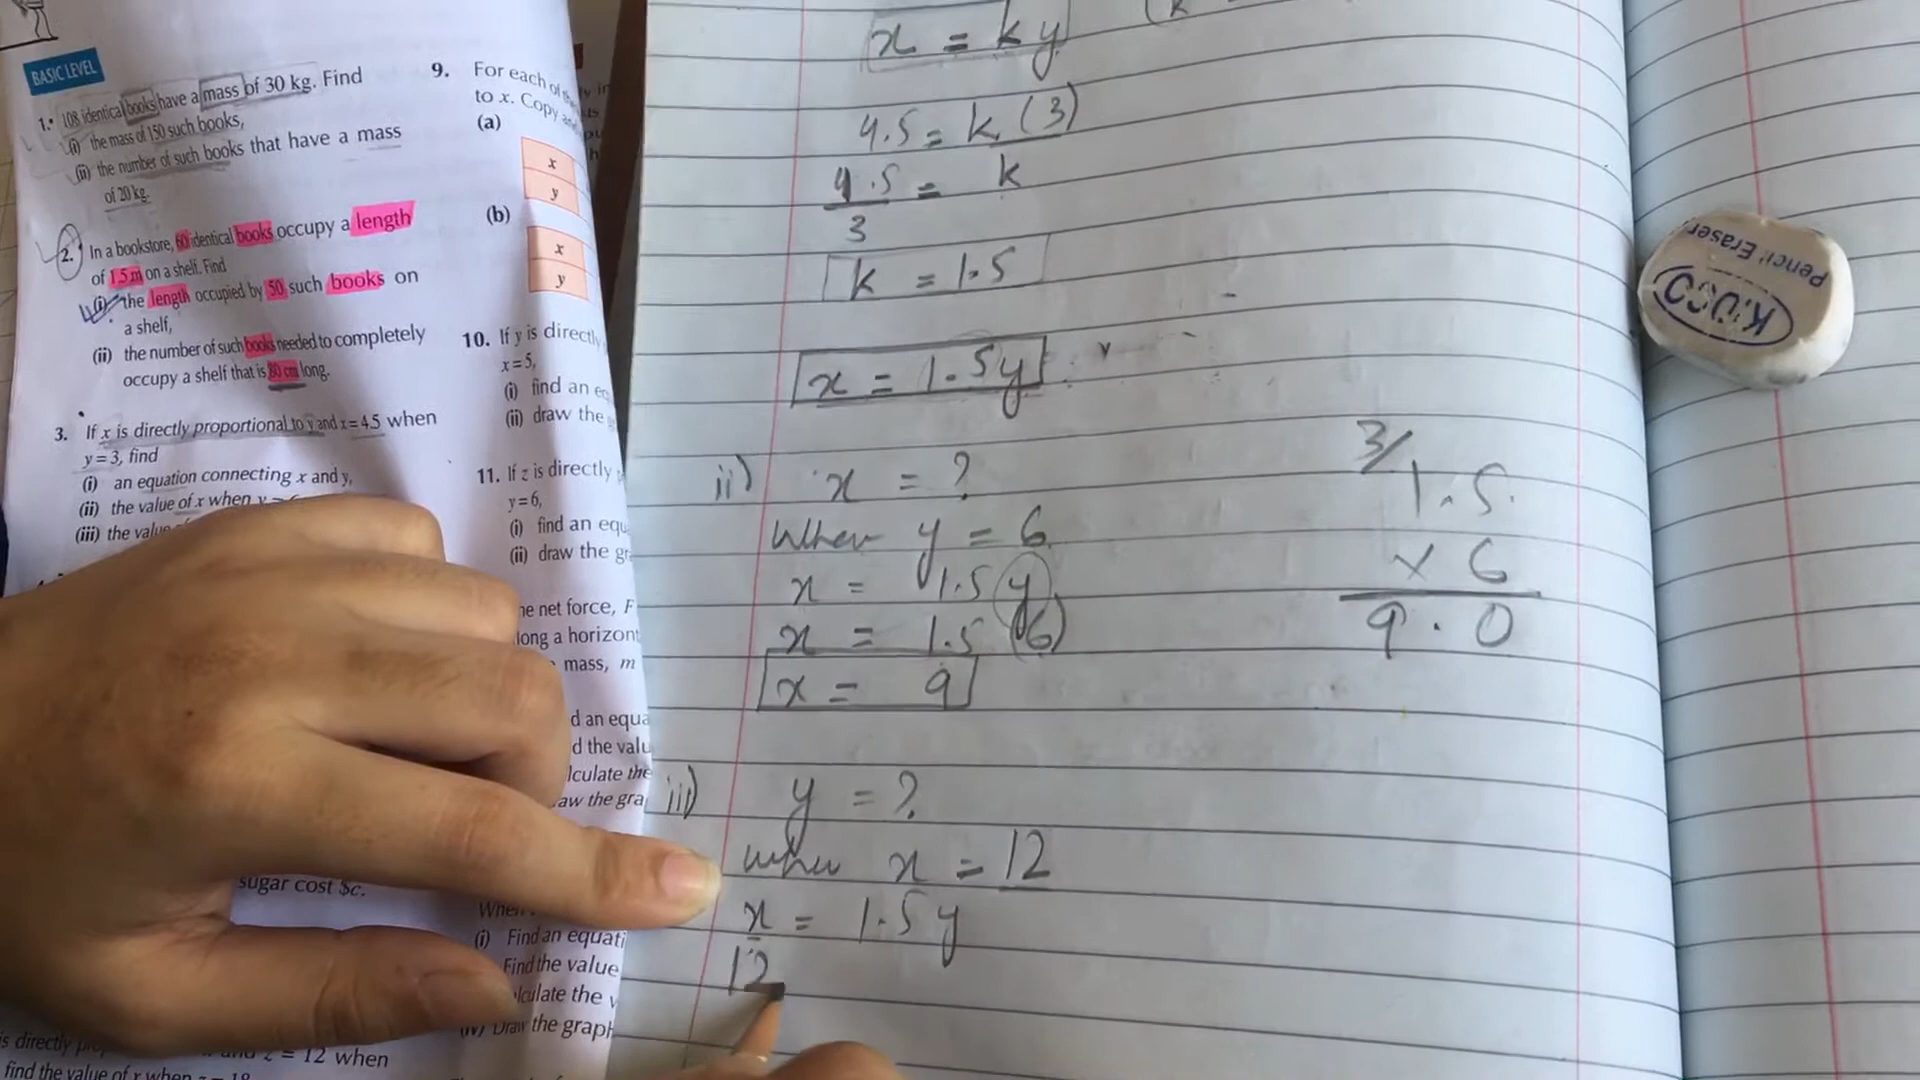 BASIC LEVEL
1. 108 identical books have a mass of 30 kg. Find
(i) the mass of 150 such books,
(ii) the number of such books that have a mass
of 20 kg.
2. In a bookstore, 60 identical books occupy a length
of 1.5 m on a shelf. Find
(i) the length occupied by 50 such books on
a shelf,
(ii) the number of such books needed to completely
occupy a shelf that is 80 cm long.
3. If x is directly proportional to y and x = 4.5 when
y = 3, find
(i) an equation connecting x and y,
(ii) the value of x when y
(iii) the
sugar cost $c.
is directly
z = 12 when
find the value of x when
9. For each of
to x. Copy
(a)
x
y
(b)
x
y
10. If y is directly
x = 5,
(i) find an
(ii) draw the
11. If z is directly
y = 6,
(i) find an equ
(ii) draw the gr
ne net force, F
long a horizont
mass, m
d an equa
d the valu
lculate the
aw the gra
When
(i) Find an equati
Find the value
lculate the v
(iv) Draw the graph
x = ky
4.5 = k (3)
4.5 = k
3
k = 1.5
x = 1.5y
ii) x = ?
When y = 6
x = 1.5 y
x = 1.5 (6)
x = 9
3/
1.5
× 6
9.0
iii) y = ?
when x = 12
x = 1.5 y
12
Pencil Eraser